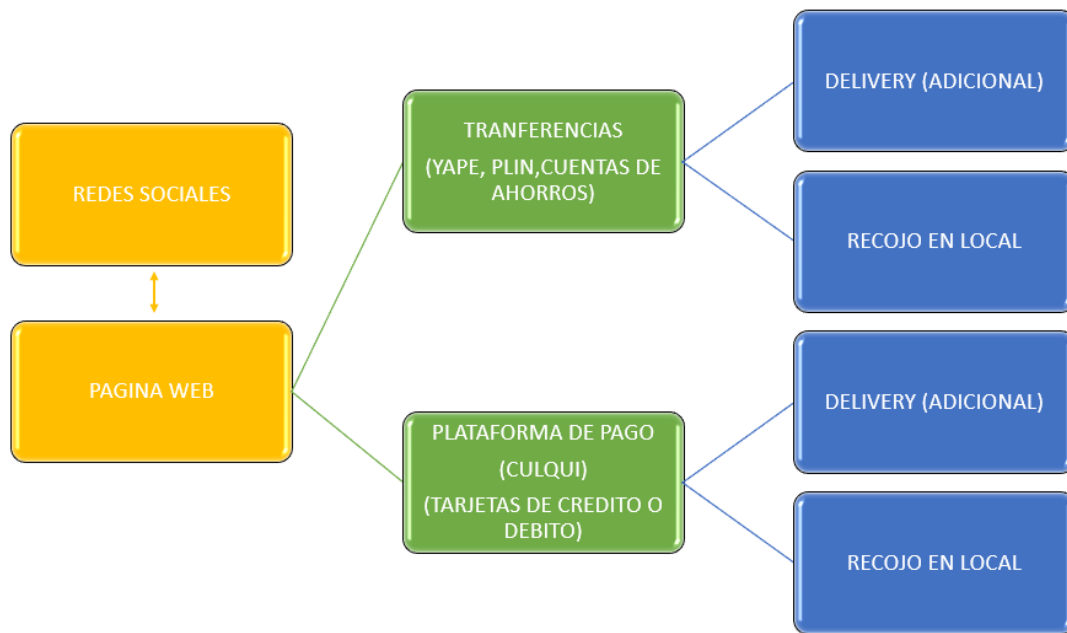 REDES SOCIALES
PAGINA WEB
TRANFERENCIAS
(YAPE, PLIN,CUENTAS DE
AHORROS)
PLATAFORMA DE PAGO
(CULQUI)
(TARJETAS DE CREDITO O
DEBITO)
DELIVERY (ADICIONAL)
RECOJO EN LOCAL
DELIVERY (ADICIONAL)
RECOJO EN LOCAL